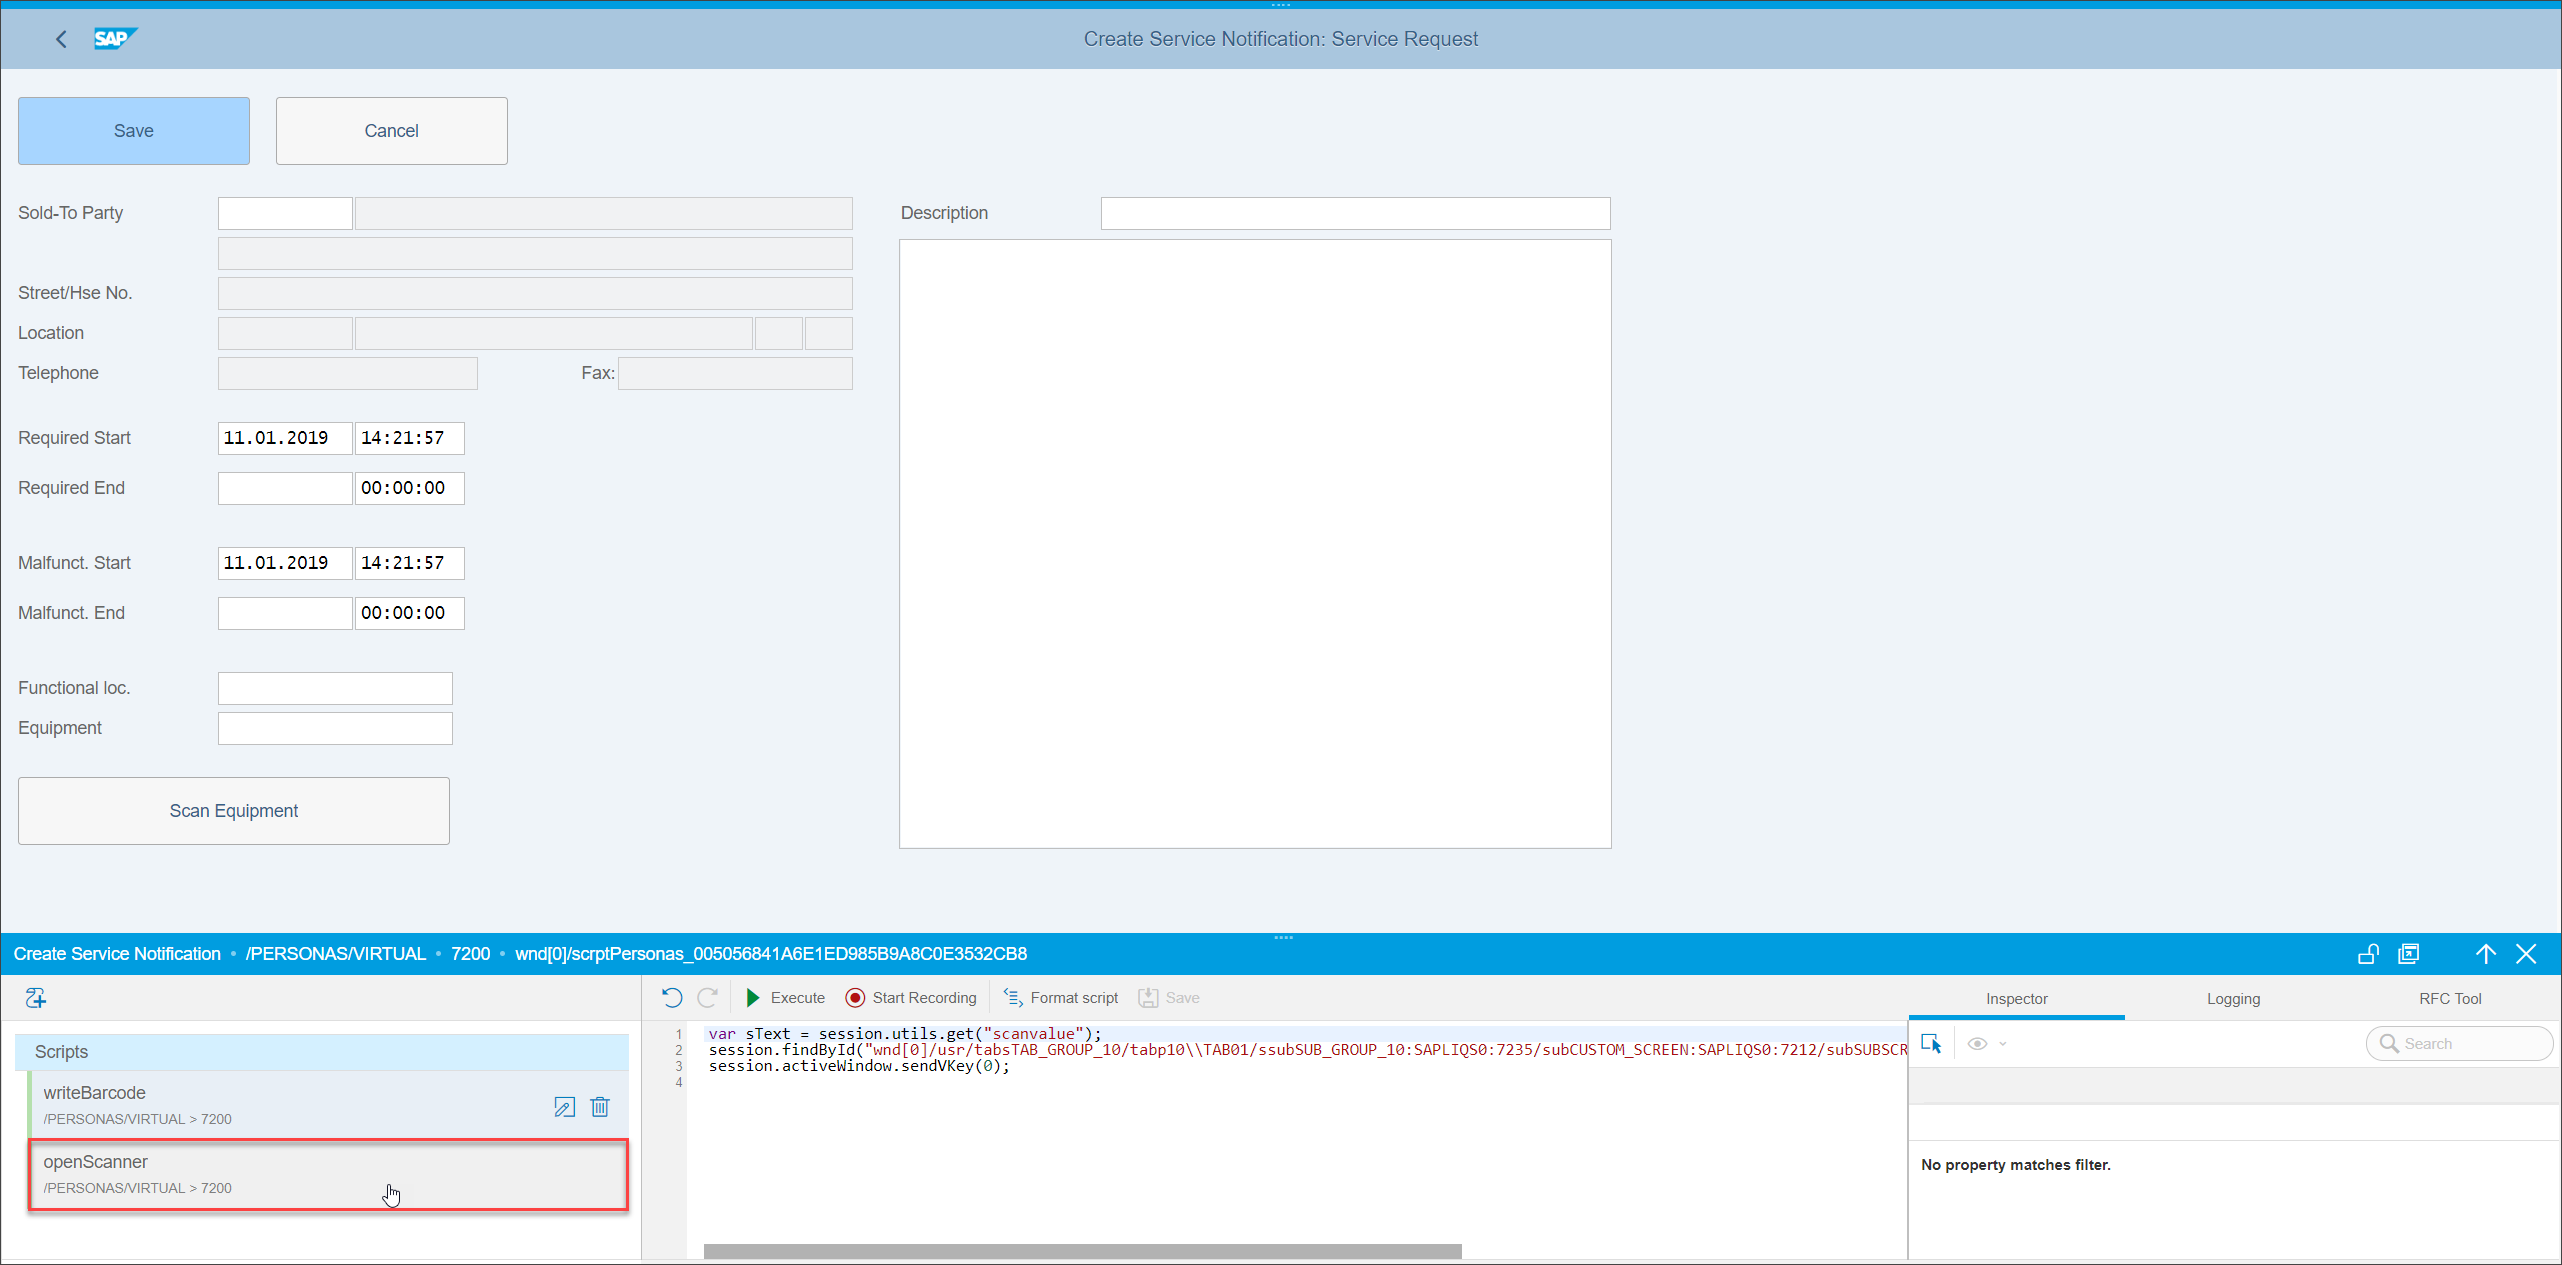 SAP
Create Service Notification: Service Request
Save
Cancel
Sold-To Party
Description
Street/Hse No.
Location
Telephone
Fax:
Required Start 11.01.2019 14:21:57
Required End 00:00:00
Malfunct. Start 11.01.2019 14:21:57
Malfunct. End 00:00:00
Functional loc.
Equipment
Scan Equipment
Create Service Notification • /PERSONAS/VIRTUAL • 7200 • wnd[0]/scrptPersonas_005056841A6E1ED985B9A8C0E3532CB8
Execute Start Recording Format script Save
Inspector Logging RFC Tool
Scripts
writeBarcode
/PERSONAS/VIRTUAL > 7200
openScanner
/PERSONAS/VIRTUAL > 7200
1 var sText = session.utils.get("scanvalue");
2 session.findById("wnd[0]/usr/tabsTAB_GROUP_10/tabp10\\TAB01/ssubSUB_GROUP_10:SAPLIQS0:7235/subCUSTOM_SCREEN:SAPLIQS0:7212/subSUBSCR
3 session.activeWindow.sendVKey(0);
4
Search
No property matches filter.